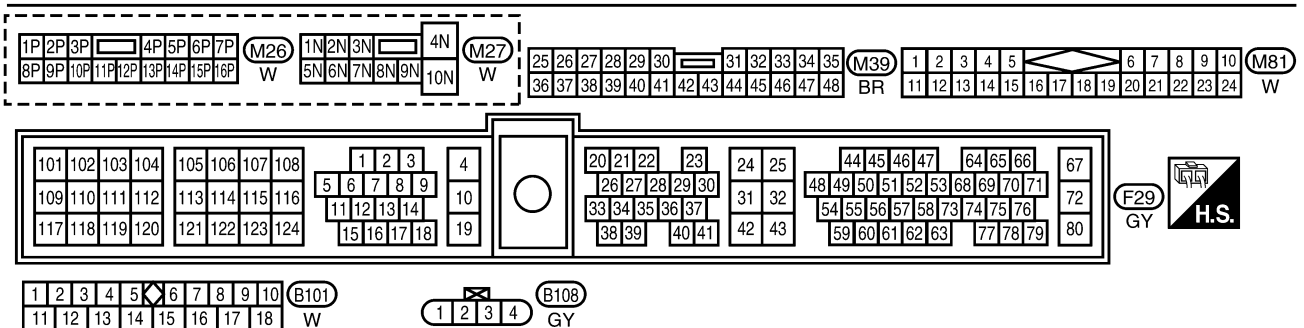 1P 2P 3P 4P 5P 6P 7P
8P 9P 10P 11P 12P 13P 14P 15P 16P
M26
W
1N 2N 3N 4N
5N 6N 7N 8N 9N 10N
M27
W
25 26 27 28 29 30 31 32 33 34 35
36 37 38 39 40 41 42 43 44 45 46 47 48
M39
BR
1 2 3 4 5 6 7 8 9 10
11 12 13 14 15 16 17 18 19 20 21 22 23 24
M81
W
101 102 103 104 105 106 107 108 1 2 3 4 20 21 22 23 24 25 44 45 46 47 64 65 66 67
5 6 7 8 9 26 27 28 29 30 48 49 50 51 52 53 68 69 70 71
109 110 111 112 113 114 115 116 10 31 32 72
11 12 13 14 33 34 35 36 37 54 55 56 57 58 73 74 75 76
117 118 119 120 121 122 123 124 15 16 17 18 19 38 39 40 41 42 43 59 60 61 62 63 77 78 79 80
F29
GY
H.S.
1 2 3 4 5 6 7 8 9 10
11 12 13 14 15 16 17 18
B101
W
1 2 3 4
B108
GY